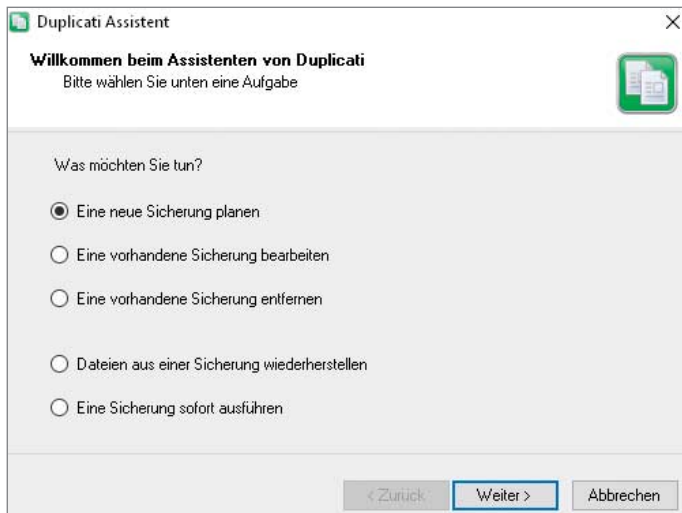 Duplicati Assistent
Willkommen beim Assistenten von Duplicati
Bitte wählen Sie unten eine Aufgabe
Was möchten Sie tun?
Eine neue Sicherung planen
Eine vorhandene Sicherung bearbeiten
Eine vorhandene Sicherung entfernen
Dateien aus einer Sicherung wiederherstellen
Eine Sicherung sofort ausführen
< Zurück Weiter > Abbrechen